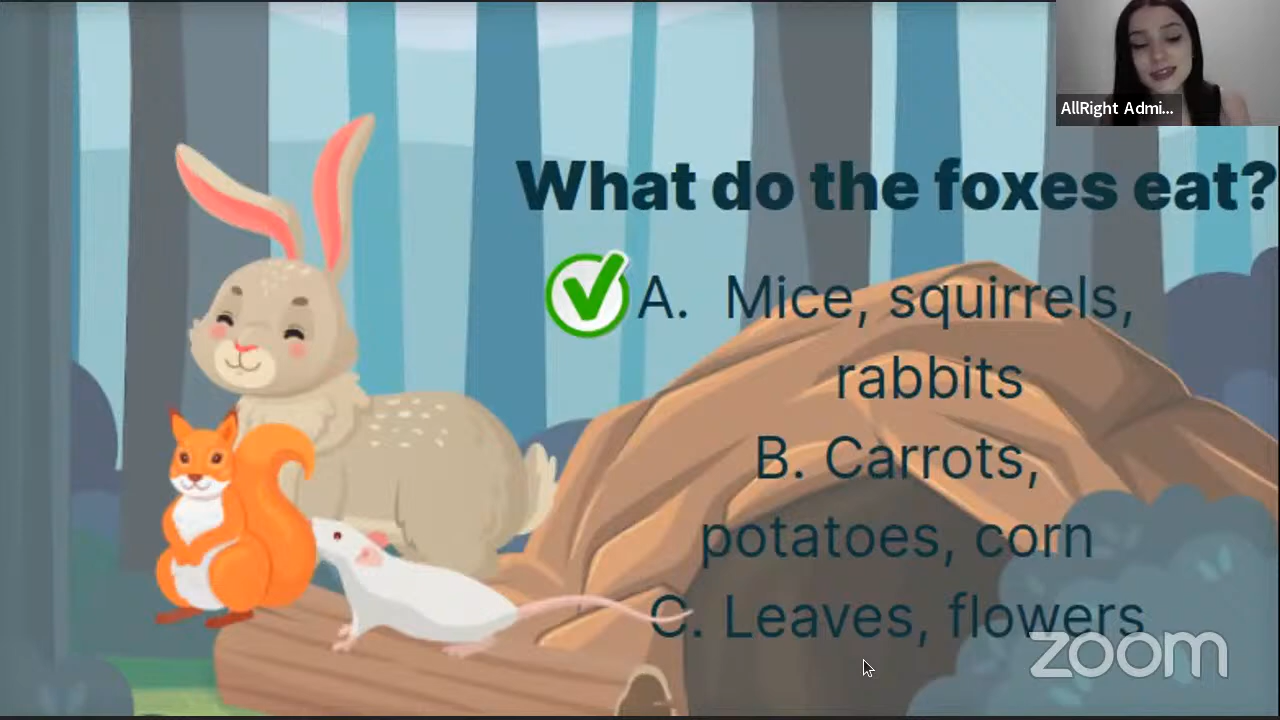 AllRight Admi...
What do the foxes eat?
A. Mice, squirrels,
rabbits
B. Carrots,
potatoes, corn
C. Leaves, flowers
zoom